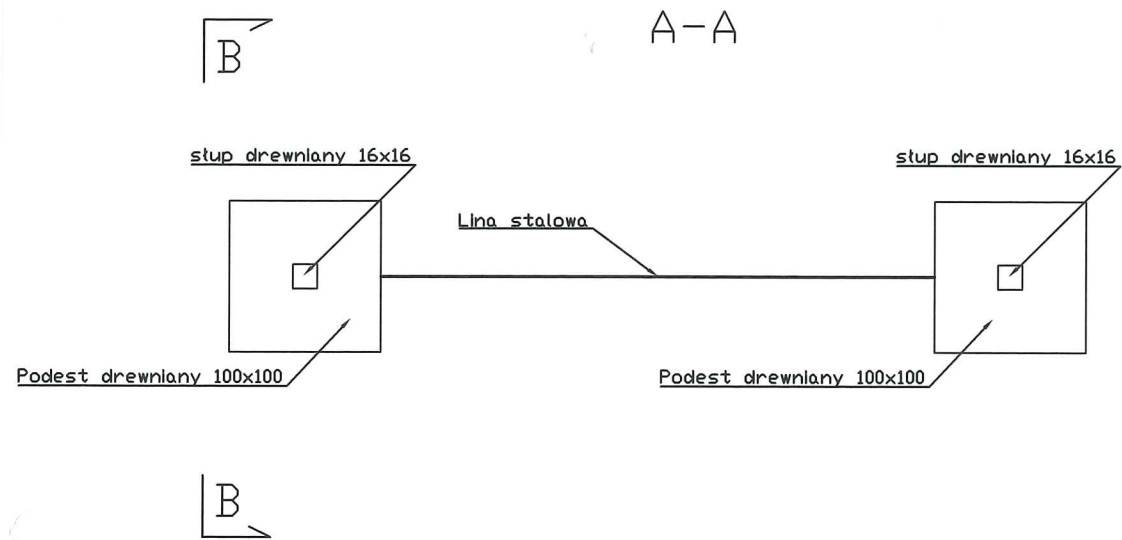 B
A-A
słup drewniany 16x16
słup drewniany 16x16
Lina stalowa
Podest drewniany 100x100
Podest drewniany 100x100
B